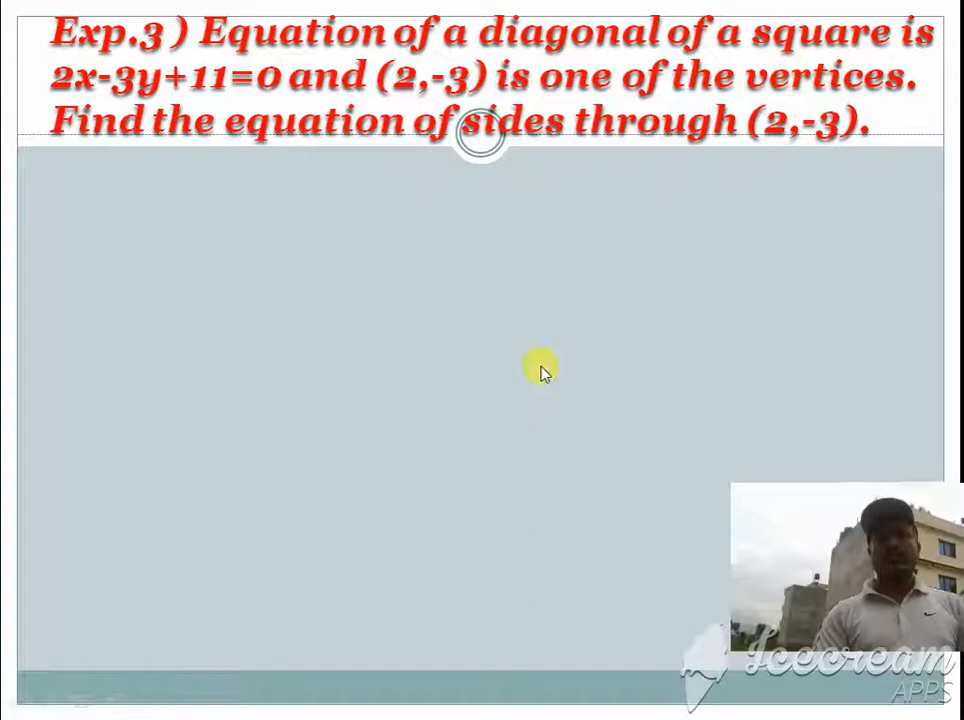 Exp.3 ) Equation of a diagonal of a square is
2x-3y+11=0 and (2,-3) is one of the vertices.
Find the equation of sides through (2,-3).
Icecream
APPS